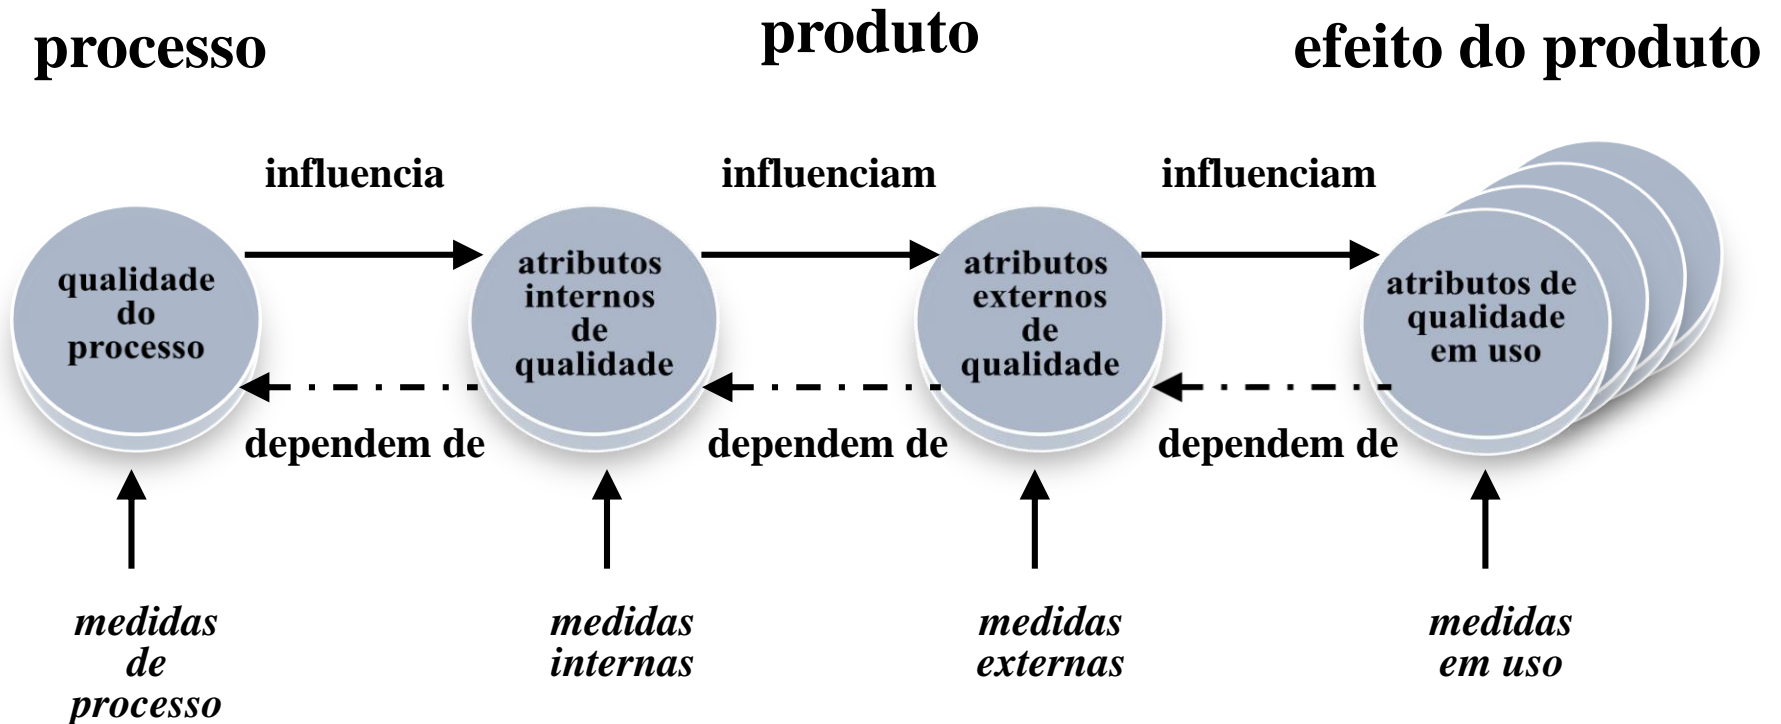 processo
produto
efeito do produto
influencia
influenciam
influenciam
qualidade
do
processo
atributos
internos
de
qualidade
atributos
externos
de
qualidade
atributos de
qualidade
em uso
dependem de
dependem de
dependem de
medidas
de
processo
medidas
internas
medidas
externas
medidas
em uso